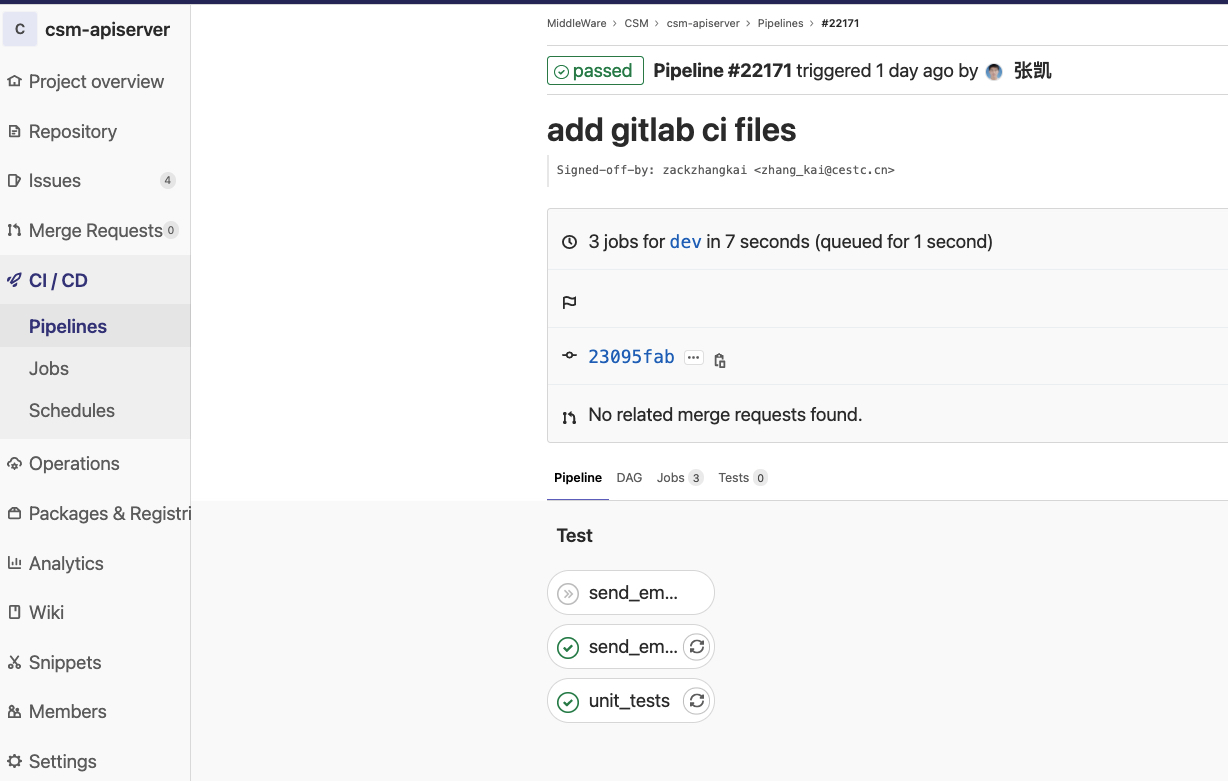 C csm-apiserver
Project overview
Repository
Issues 4
Merge Requests 0
CI / CD
Pipelines
Jobs
Schedules
Operations
Packages & Registri
Analytics
Wiki
Snippets
Members
Settings
MiddleWare › CSM › csm-apiserver › Pipelines › #22171
passed Pipeline #22171 triggered 1 day ago by 张凯
add gitlab ci files
Signed-off-by: zackzhangkai <zhang_kai@cestc.cn>
3 jobs for dev in 7 seconds (queued for 1 second)
23095fab ...
No related merge requests found.
Pipeline DAG Jobs 3 Tests 0
Test
send_em...
send_em...
unit_tests